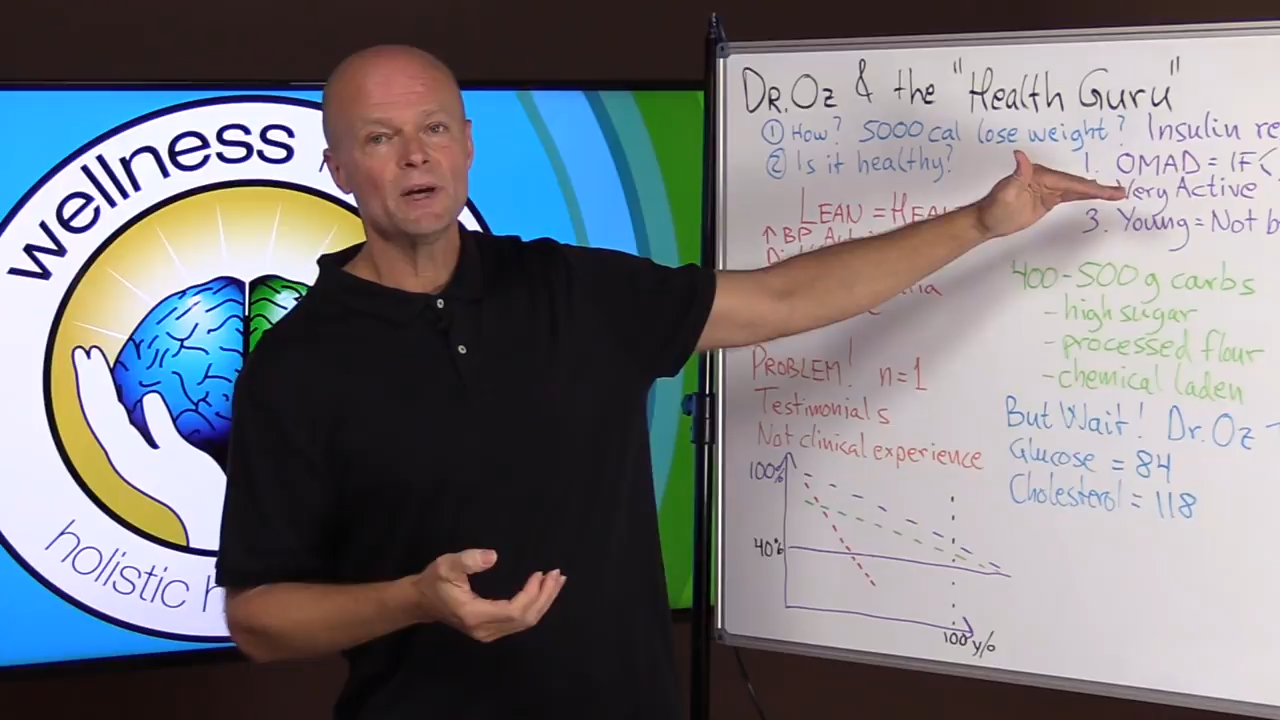 wellness
holistic h
DR.Oz & the "Health Guru"
① How? 5000 cal lose weight?
② Is it healthy?
Insulin re
1. OMAD = IF <
Very Active
3. Young = Not b
LEAN = HEA
↑ BP
PROBLEM! n=1
Testimonials
Not clinical experience
400-500 g carbs
- high sugar
- processed flour
- chemical laden
But Wait! Dr.Oz
Glucose = 84
Cholesterol = 118
100%
40%
100 y/o